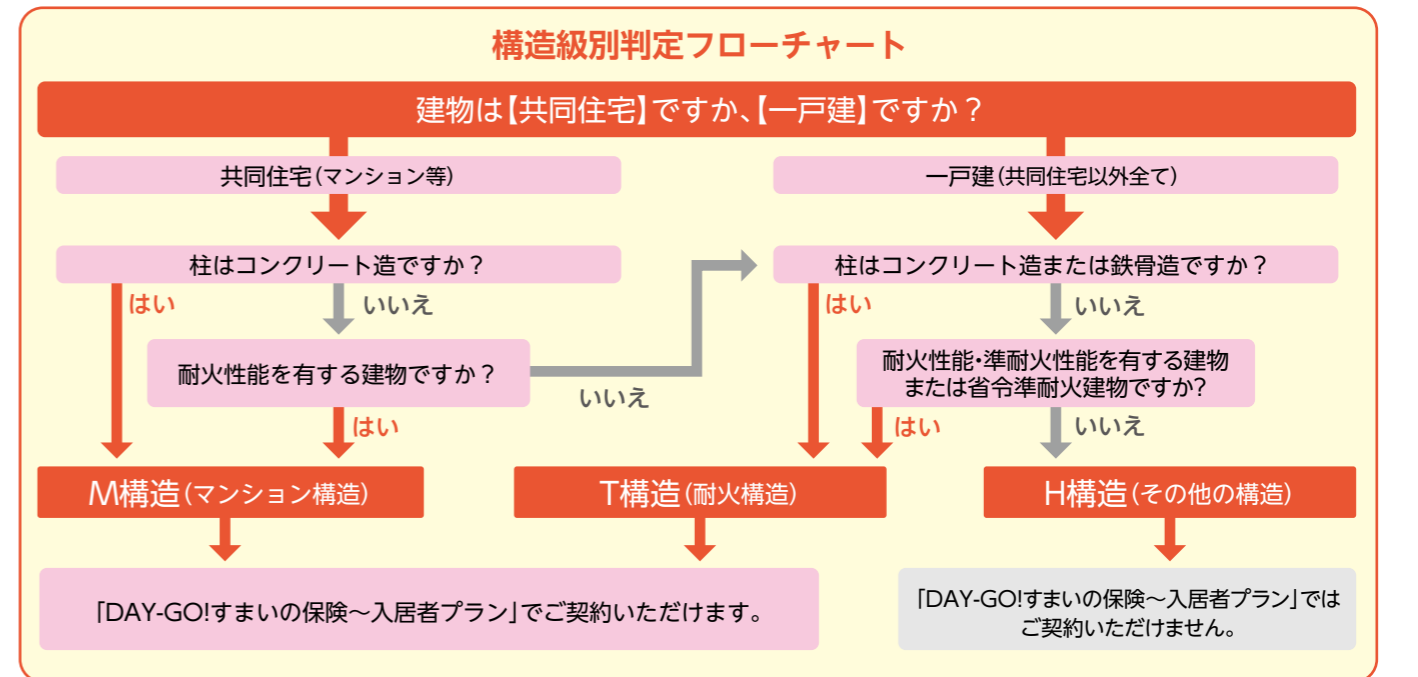 構造級別判定フローチャート
建物は【共同住宅】ですか、【一戸建】ですか？
共同住宅（マンション等）
一戸建（共同住宅以外全て）
柱はコンクリート造ですか？
柱はコンクリート造または鉄骨造ですか？
はい
いいえ
はい
いいえ
耐火性能を有する建物ですか？
いいえ
耐火性能・準耐火性能を有する建物
または省令準耐火建物ですか？
はい
はい
いいえ
M構造（マンション構造）
T構造（耐火構造）
H構造（その他の構造）
「DAY-GO!すまいの保険～入居者プラン」でご契約いただけます。
「DAY-GO!すまいの保険～入居者プラン」では
ご契約いただけません。